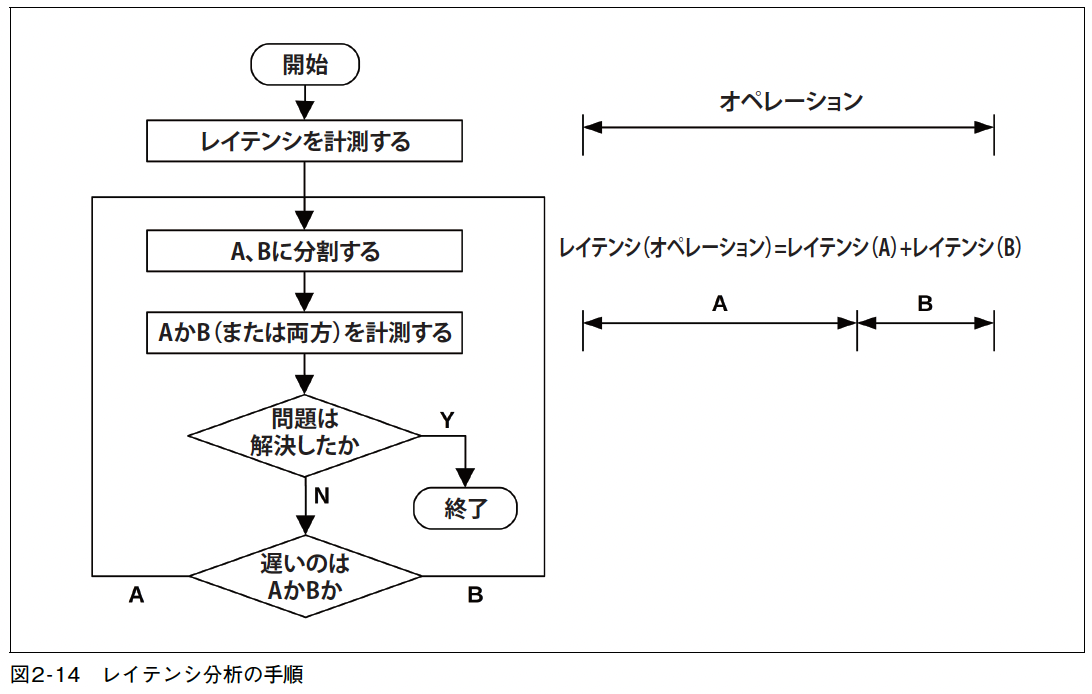 開始
レイテンシを計測する
A、Bに分割する
AかB（または両方）を計測する
問題は
解決したか
Y
終了
N
遅いのは
AかBか
A
B
オペレーション
レイテンシ（オペレーション）=レイテンシ（A）+レイテンシ（B）
A
B
図2-14　レイテンシ分析の手順